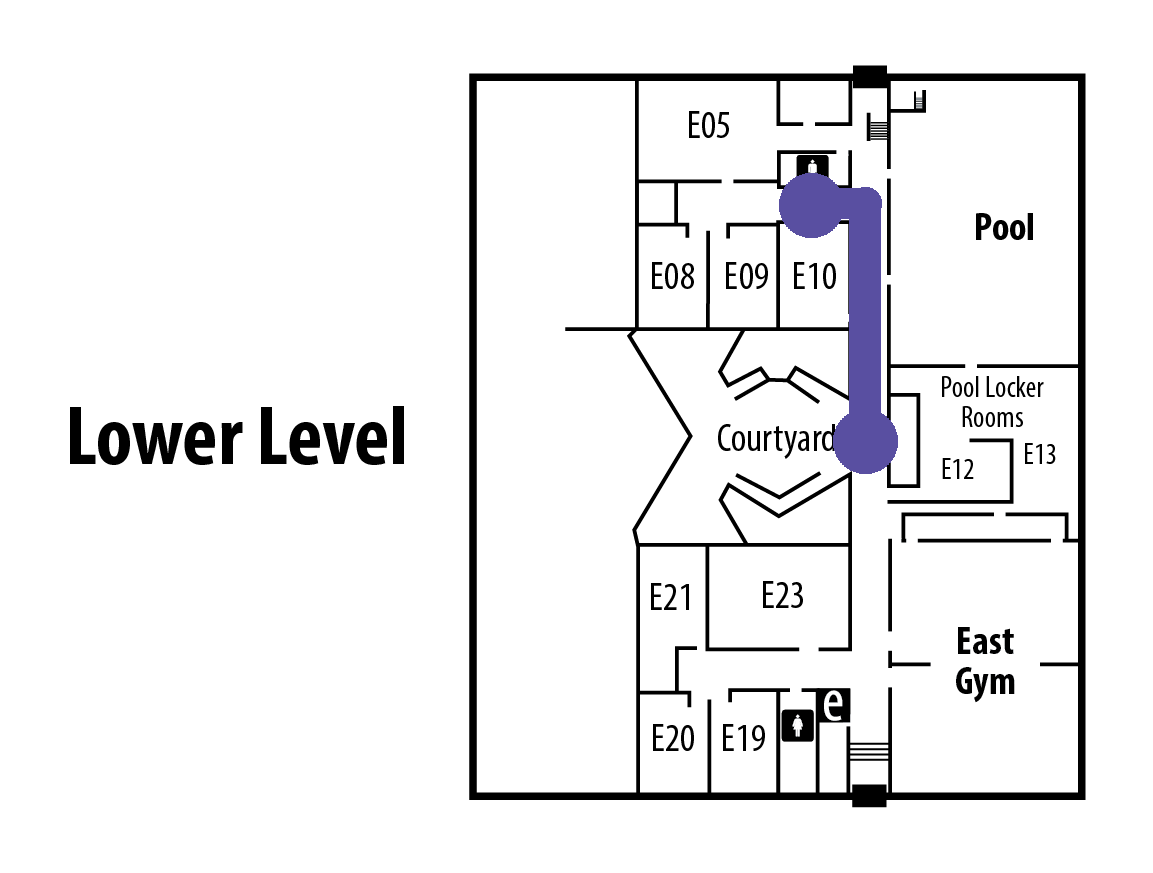 E05
Pool
E08
E09
E10
Pool Locker
Rooms
Lower Level
Courtyard
E12
E13
E21
E23
East
Gym
e
E20
E19